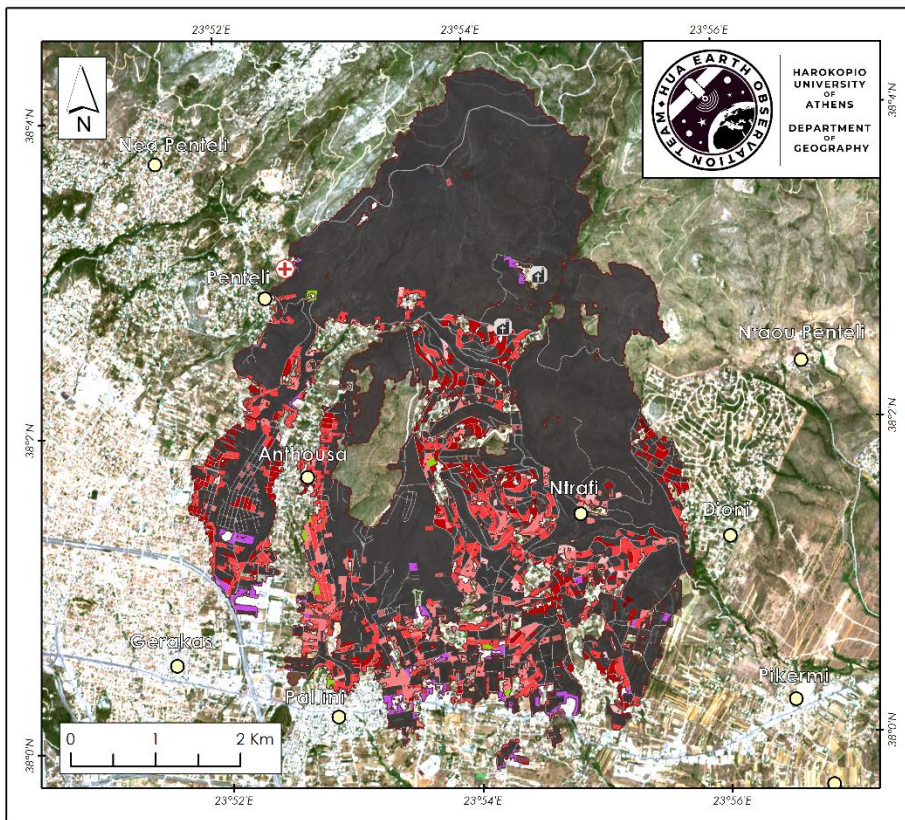 23°52'E
23°54'E
23°56'E
38°4'N
38°4'N
N
HUA EARTH OBSERVATION TEAM
HAROKOPIO
UNIVERSITY
OF
ATHENS
DEPARTMENT
OF
GEOGRAPHY
Nea Penteli
Penteli
Ntaou Penteli
38°2'N
38°2'N
Anthousa
Ntrafi
Dioni
Gerakas
Pallini
Pikermi
0 1 2 Km
38°0'N
38°0'N
23°52'E
23°54'E
23°56'E